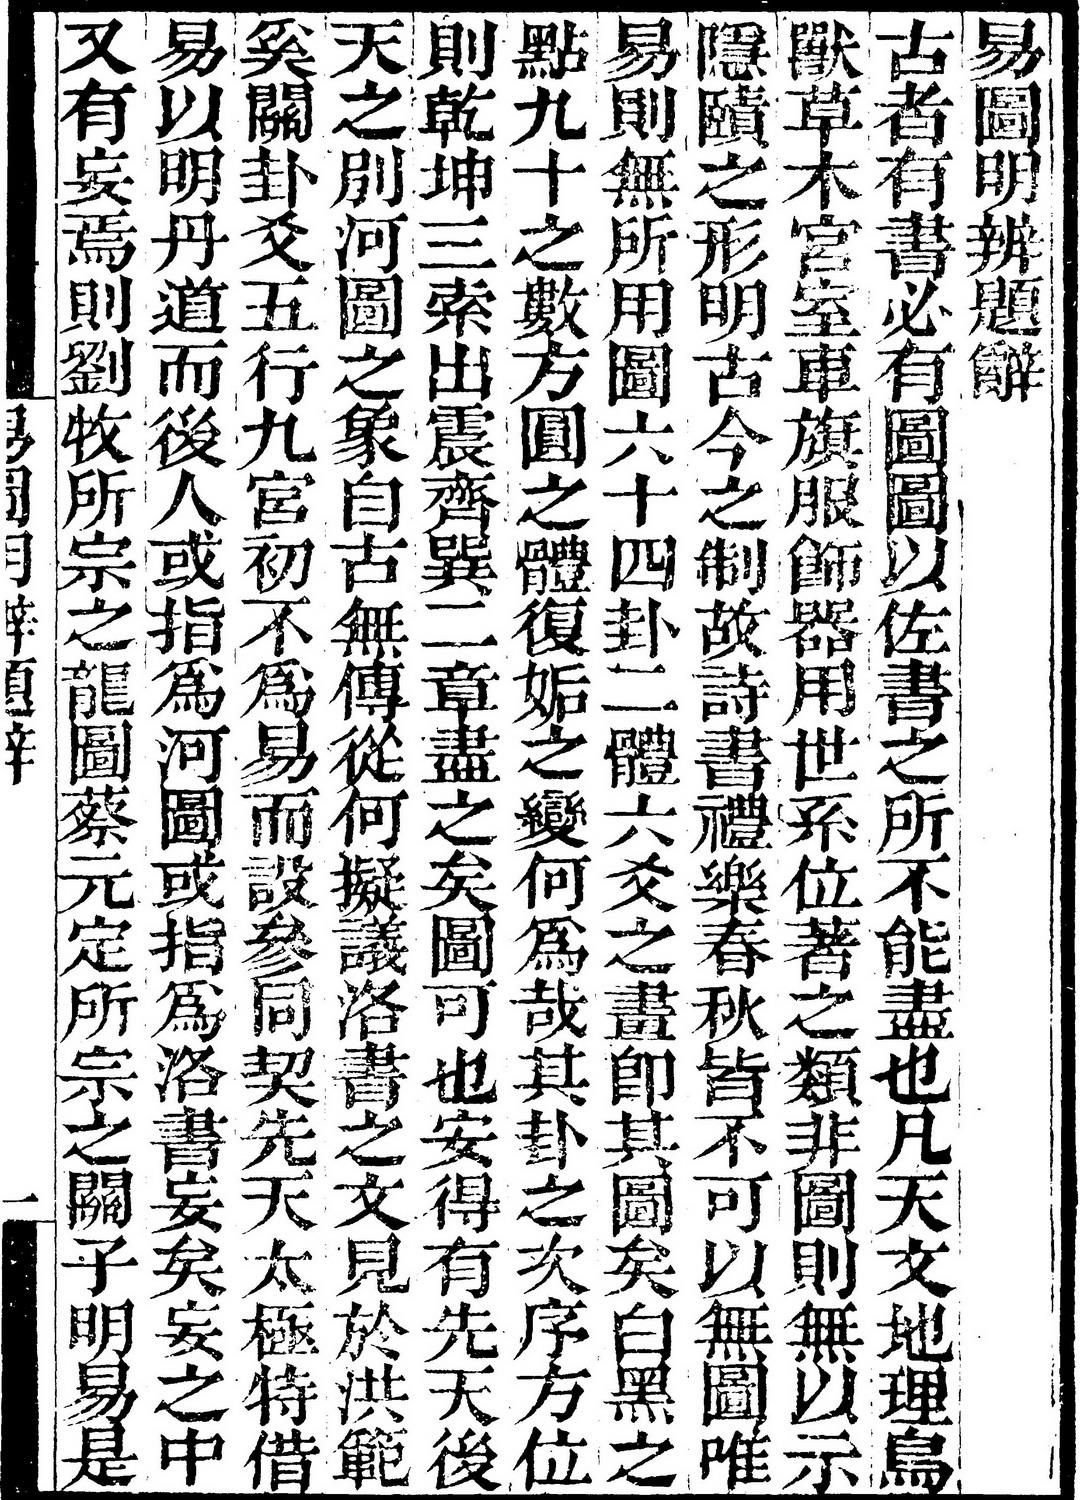 易圖明辨題辭
古者有書必有圖圖以佐書之所不能盡也凡天文地理鳥
獸草木宮室車旗服飾器用世系位著之類非圖則無以示
隱賾之形明古今之制故詩書禮樂春秋皆不可以無圖唯
易則無所用圖六十四卦二體六爻之畫卽其圖矣白黑之
點九十之數方圓之體復姤之變何爲哉其卦之次序方位
則乾坤三索出震齊巽二章盡之矣圖可也安得有先天後
天之別河圖之象自古無傳從何擬議洛書之文見於洪範
奚關卦爻五行九宮初不爲易而設參同契先天太極特借
易以明丹道而後人或指爲河圖或指爲洛書妄矣妄之中
又有妄焉則劉牧所宗之龍圖蔡元定所宗之關子明易是
易圖明辨題辭
一